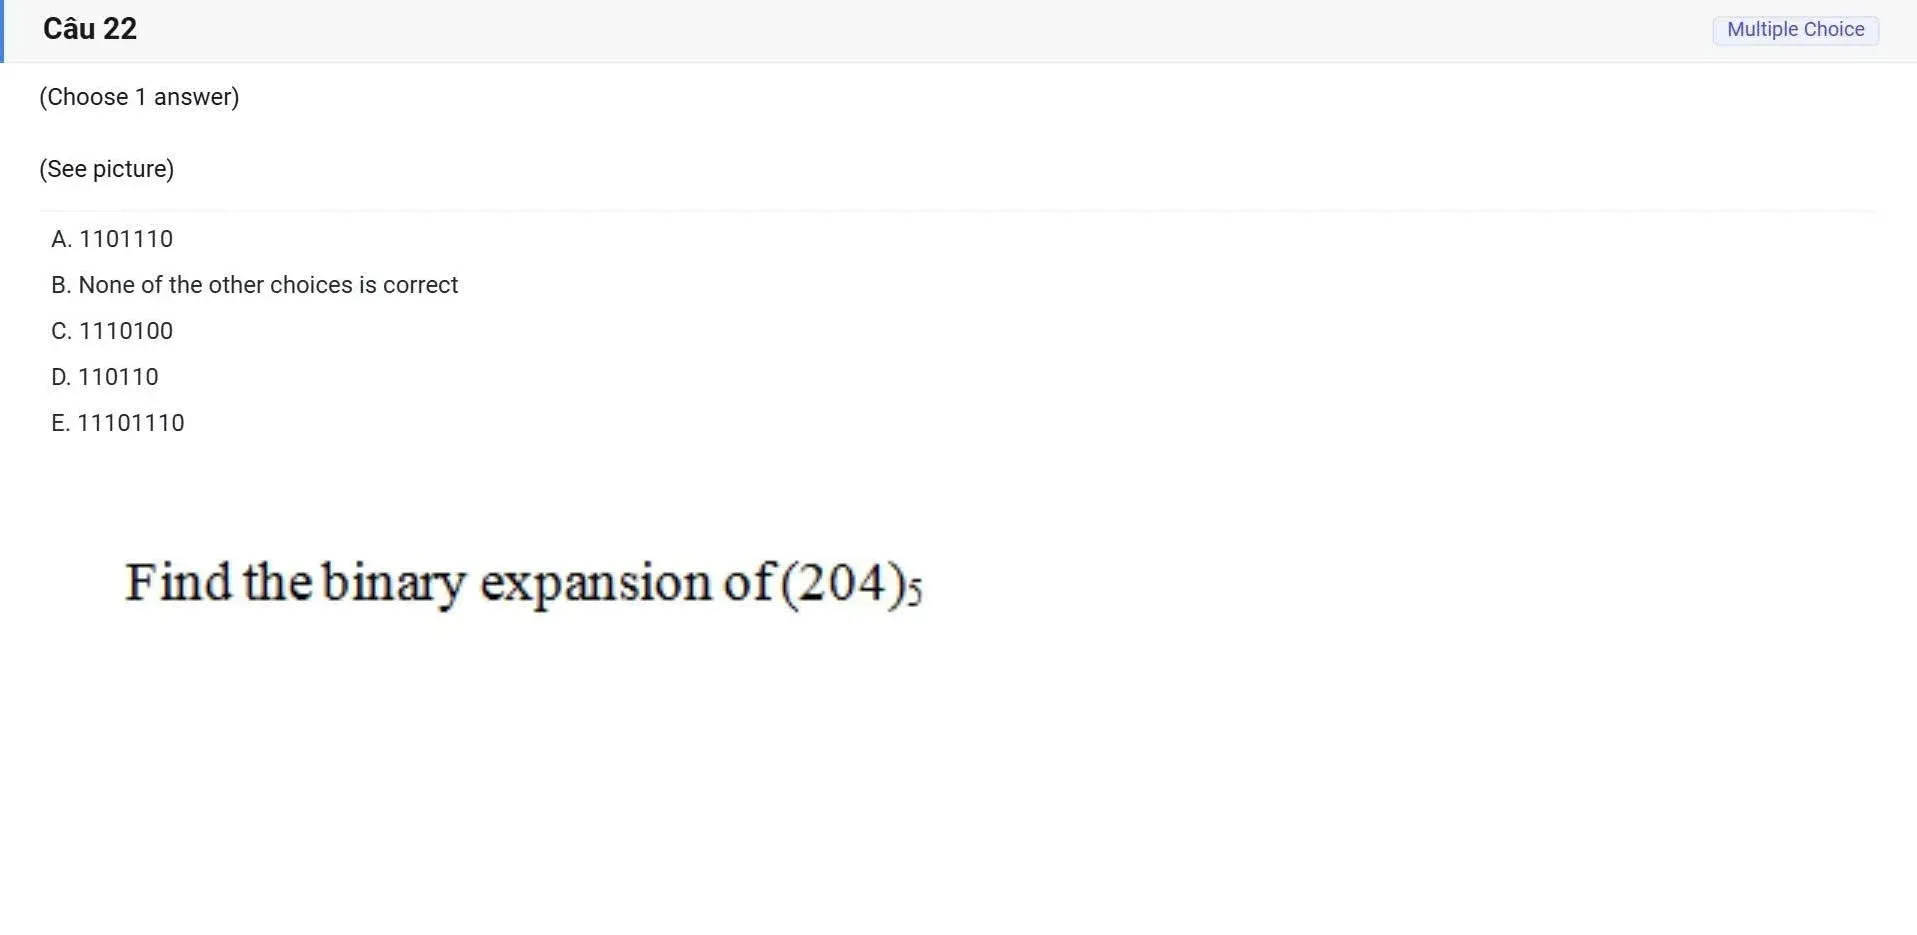 Câu 22
Multiple Choice
(Choose 1 answer)
(See picture)
A. 1101110
B. None of the other choices is correct
C. 1110100
D. 110110
E. 11101110
Find the binary expansion of (204)₅